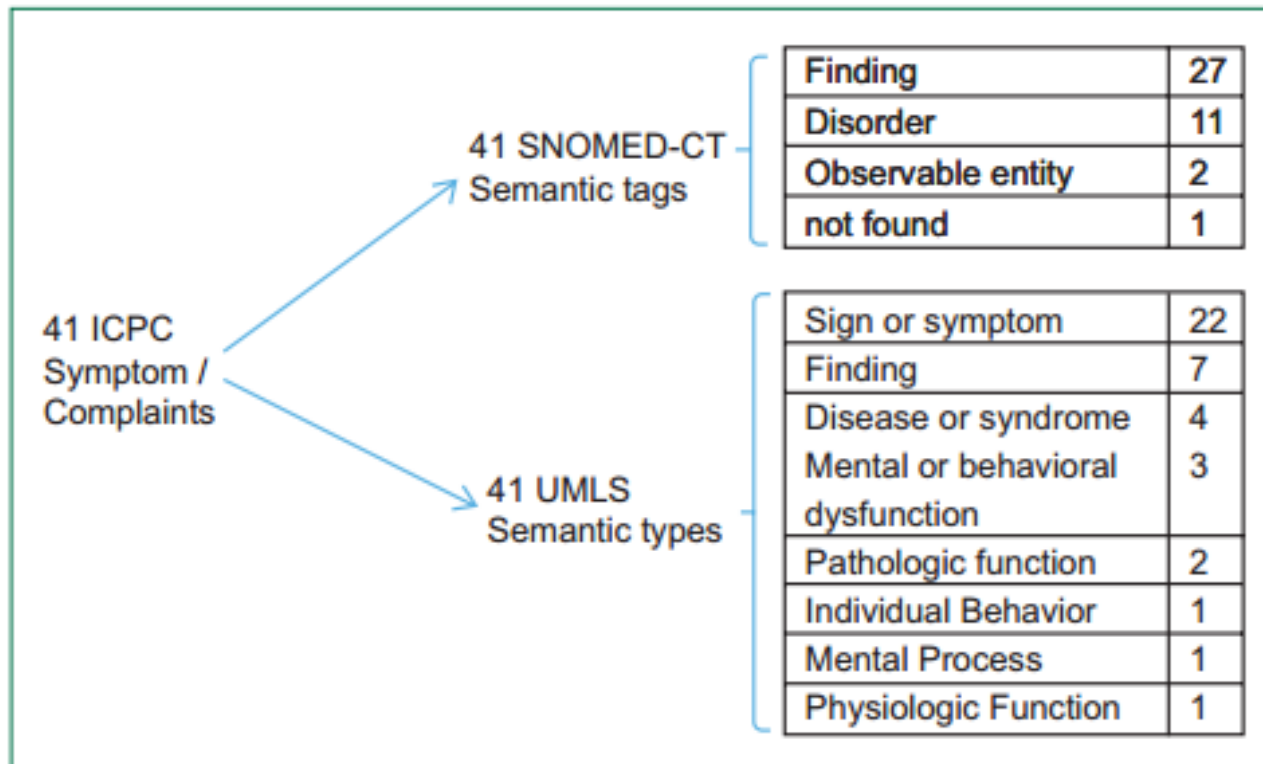 41 ICPC
Symptom /
Complaints
41 SNOMED-CT
Semantic tags
Finding 27
Disorder 11
Observable entity 2
not found 1
41 UMLS
Semantic types
Sign or symptom 22
Finding 7
Disease or syndrome 4
Mental or behavioral 3
dysfunction
Pathologic function 2
Individual Behavior 1
Mental Process 1
Physiologic Function 1